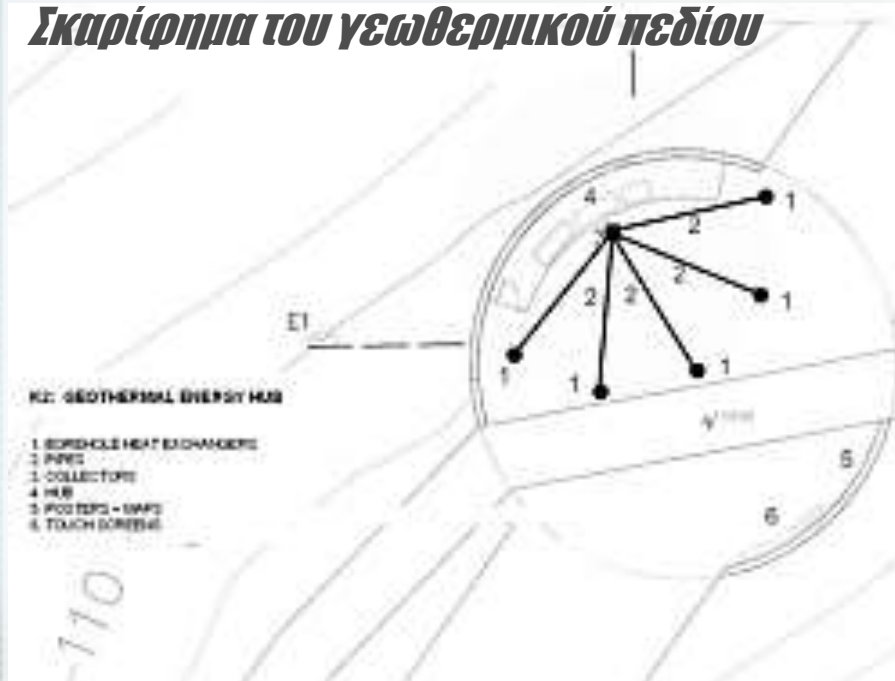 Σκαρίφημα του γεωθερμικού πεδίου
4
1
2
2
1
Σ1
2
2
1
1
1
K2: GEOTHERMAL ENERGY HUB
1 BOREHOLE HEAT EXCHANGERS
2 PIPES
3 COLLECTORS
4 HUB
5 POSTERS - MAPS
6 TOUCH SCREENS
5
6
-110